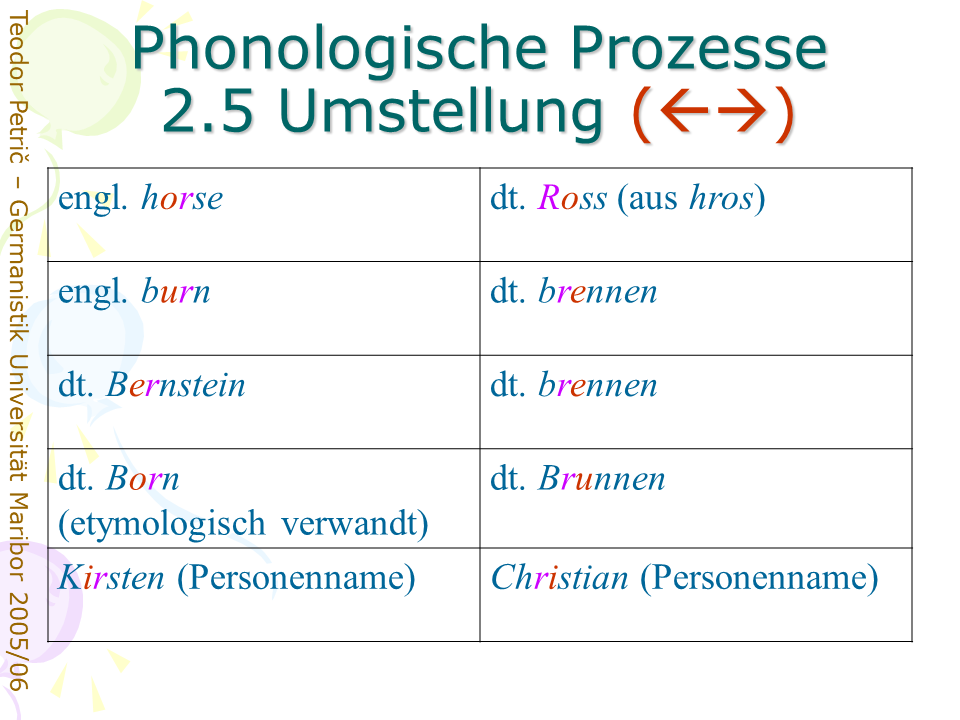 Phonologische Prozesse
2.5 Umstellung (←→)
engl. horse
dt. Ross (aus hros)
engl. burn
dt. brennen
dt. Bernstein
dt. brennen
dt. Born
(etymologisch verwandt)
dt. Brunnen
Kirsten (Personenname)
Christian (Personenname)
Teodor Petrič – Germanistik Universität Maribor 2005/06